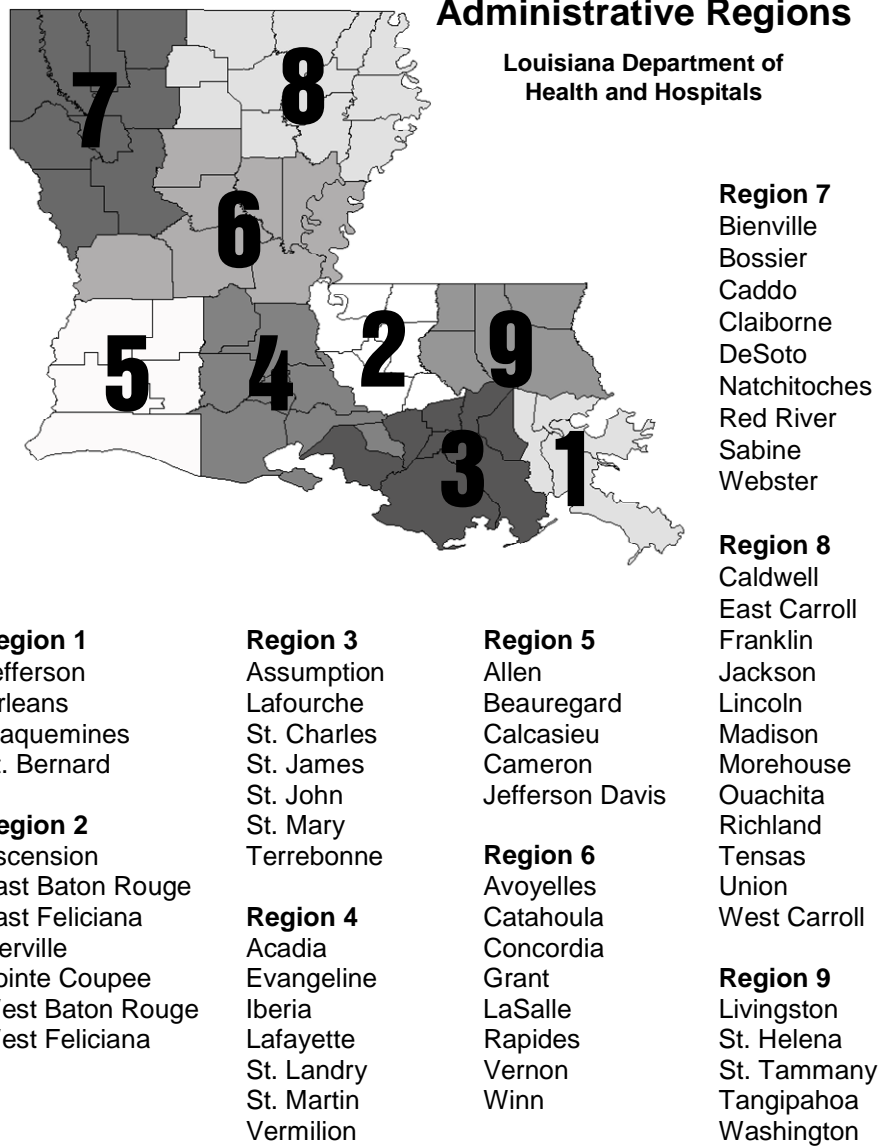 Administrative Regions
Louisiana Department of
Health and Hospitals
7
8
6
5
4
2
9
3
1
egion 1
efferson
rleans
aquemines
t. Bernard
egion 2
scension
ast Baton Rouge
ast Feliciana
erville
ointe Coupee
est Baton Rouge
est Feliciana
Region 3
Assumption
Lafourche
St. Charles
St. James
St. John
St. Mary
Terrebonne
Region 4
Acadia
Evangeline
Iberia
Lafayette
St. Landry
St. Martin
Vermilion
Region 5
Allen
Beauregard
Calcasieu
Cameron
Jefferson Davis
Region 6
Avoyelles
Catahoula
Concordia
Grant
LaSalle
Rapides
Vernon
Winn
Region 7
Bienville
Bossier
Caddo
Claiborne
DeSoto
Natchitoches
Red River
Sabine
Webster
Region 8
Caldwell
East Carroll
Franklin
Jackson
Lincoln
Madison
Morehouse
Ouachita
Richland
Tensas
Union
West Carroll
Region 9
Livingston
St. Helena
St. Tammany
Tangipahoa
Washington